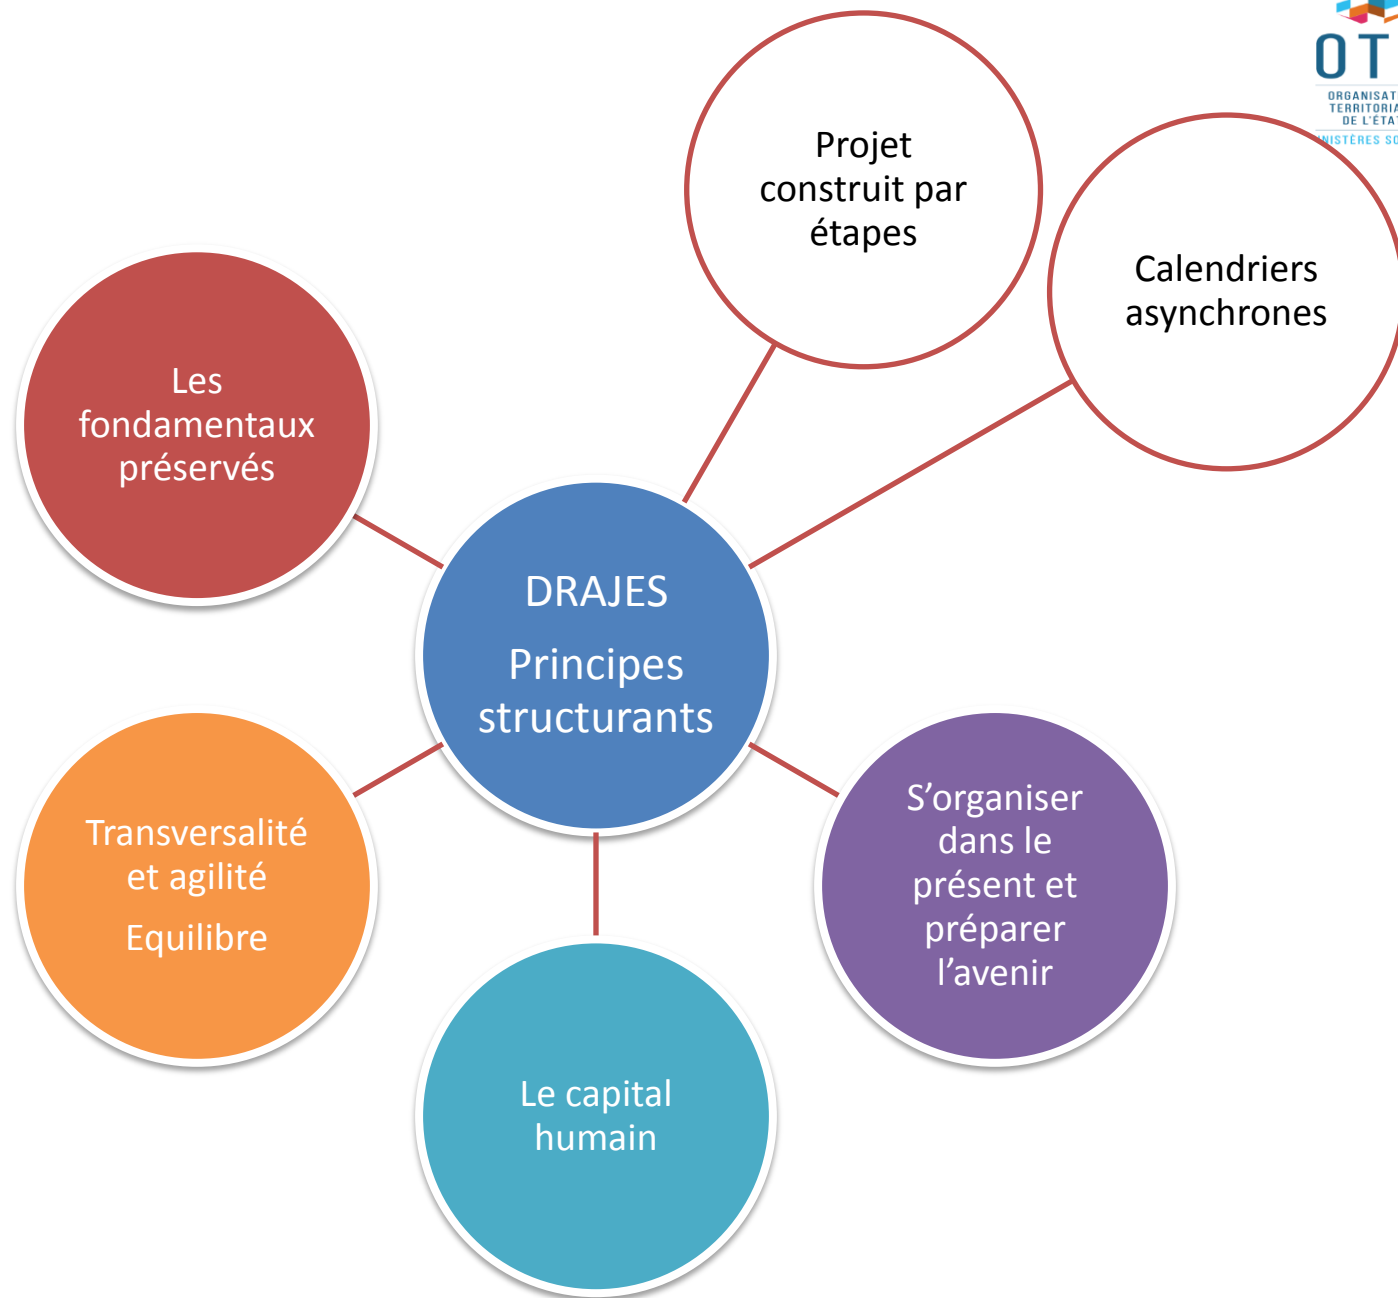 OT
ORGANISAT
TERRITORIA
DE L'ÉTA
Projet
construit par
étapes
Calendriers
asynchrones
Les
fondamentaux
préservés
DRAJES
Principes
structurants
Transversalité
et agilité
Equilibre
S’organiser
dans le
présent et
préparer
l’avenir
Le capital
humain